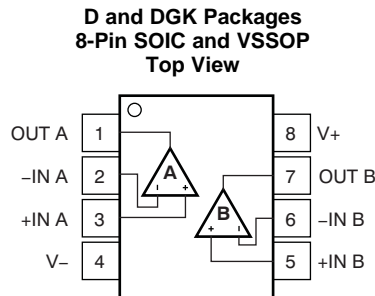 D and DGK Packages
8-Pin SOIC and VSSOP
Top View
OUT A 1
–IN A 2
+IN A 3
V– 4
8 V+
7 OUT B
6 –IN B
5 +IN B
A
– +
B
+ –